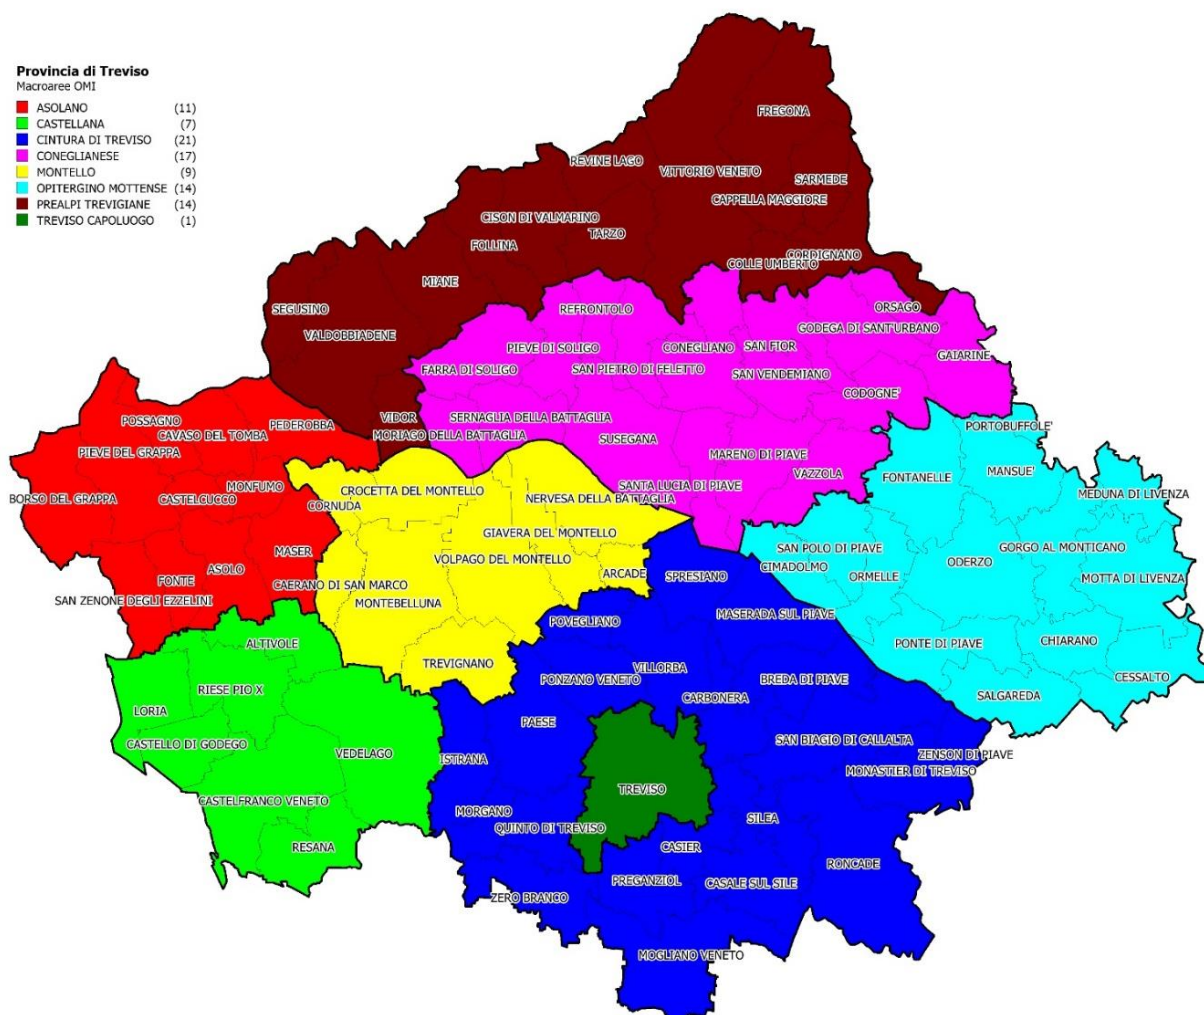 Provincia di Treviso
Macroaree OMI
ASOLANO (11)
CASTELLANA (7)
CINTURA DI TREVISO (21)
CONEGLIANESE (17)
MONTELLO (9)
OPITERGINO MOTTENSE (14)
PREALPI TREVIGIANE (14)
TREVISO CAPOLUOGO (1)
FREGONA
REVINE LAGO
VITTORIO VENETO
SARMEDE
CAPPELLA MAGGIORE
CISON DI VALMARINO
TARZO
FOLLINA
CORDIGNANO
COLLE UMBERTO
MIANE
SEGUSINO
VALDOBBIADENE
VIDOR
ORSAGO
REFRONTOLO
GODEGA DI SANT'URBANO
PIEVE DI SOLIGO
CONEGLIANO
SAN FIOR
GAIARINE
FARRA DI SOLIGO
SAN PIETRO DI FELETTO
SAN VENDEMIANO
CODOGNE'
SERNAGLIA DELLA BATTAGLIA
MORIAGO DELLA BATTAGLIA
SUSEGANA
MARENO DI PIAVE
VAZZOLA
SANTA LUCIA DI PIAVE
POSSAGNO
PEDEROBBA
CAVASO DEL TOMBA
PIEVE DEL GRAPPA
MONFUMO
BORSO DEL GRAPPA
CASTELCUCCO
MASER
ASOLO
FONTE
SAN ZENONE DEGLI EZZELINI
CROCETTA DEL MONTELLO
CORNUDA
NERVESA DELLA BATTAGLIA
GIAVERA DEL MONTELLO
VOLPAGO DEL MONTELLO
ARCADE
CAERANO DI SAN MARCO
MONTEBELLUNA
TREVIGNANO
PORTOBUFFOLE'
FONTANELLE
MANSUE'
MEDUNA DI LIVENZA
SAN POLO DI PIAVE
GORGO AL MONTICANO
CIMADOLMO
ORMELLE
ODERZO
MOTTA DI LIVENZA
PONTE DI PIAVE
CHIARANO
CESSALTO
SALGAREDA
ALTIVOLE
RIESE PIO X
LORIA
CASTELLO DI GODEGO
VEDELAGO
CASTELFRANCO VENETO
RESANA
SPRESIANO
MASERADA SUL PIAVE
POVEGLIANO
VILLORBA
PONZANO VENETO
CARBONERA
BREDA DI PIAVE
PAESE
SAN BIAGIO DI CALLALTA
ZENSON DI PIAVE
ISTRANA
MONASTIER DI TREVISO
TREVISO
MORGANO
QUINTO DI TREVISO
SILEA
CASIER
RONCADE
PREGANZIOL
CASALE SUL SILE
ZERO BRANCO
MOGLIANO VENETO